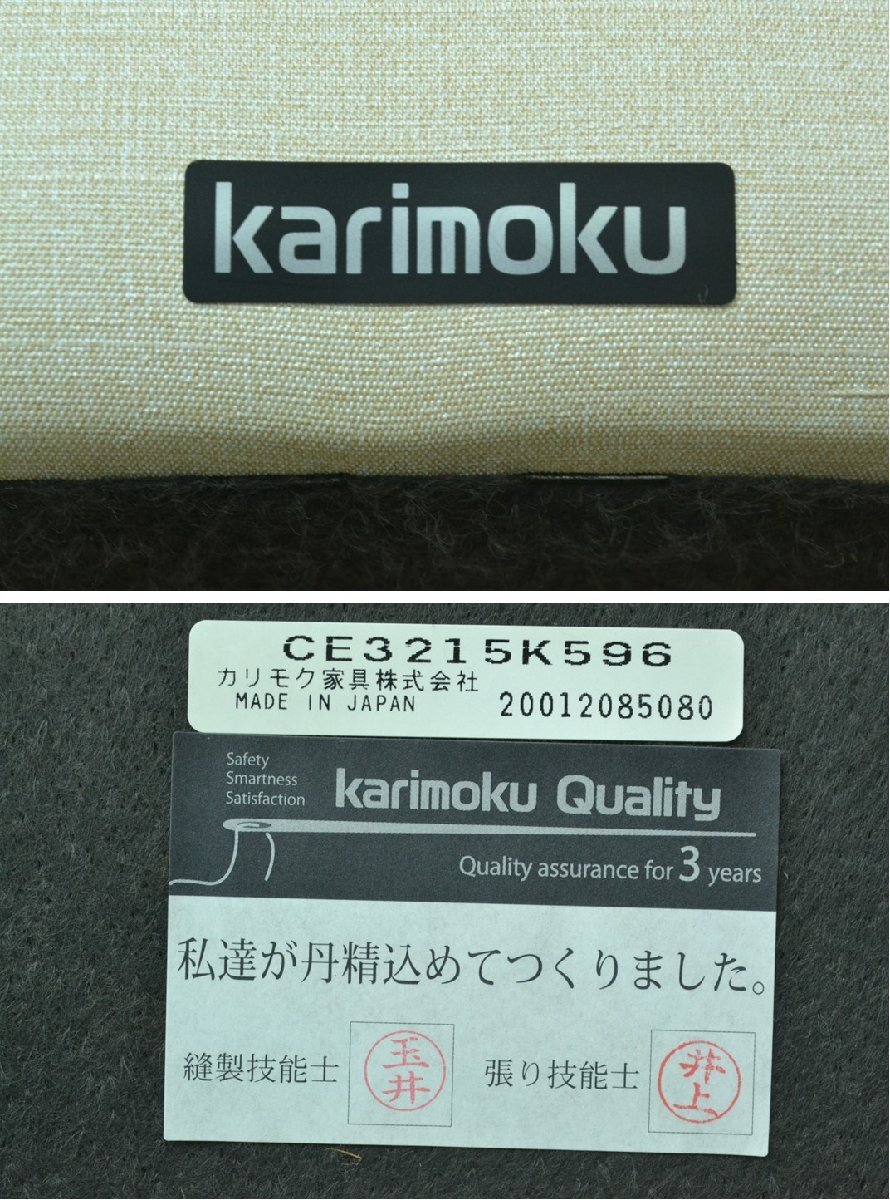 karimoku
CE3215K596
カリモク家具株式会社
MADE IN JAPAN 20012085080
Safety
Smartness
Satisfaction
karimoku Quality
Quality assurance for 3 years
私達が丹精込めてつくりました。
縫製技能士 玉井 張り技能士 井上